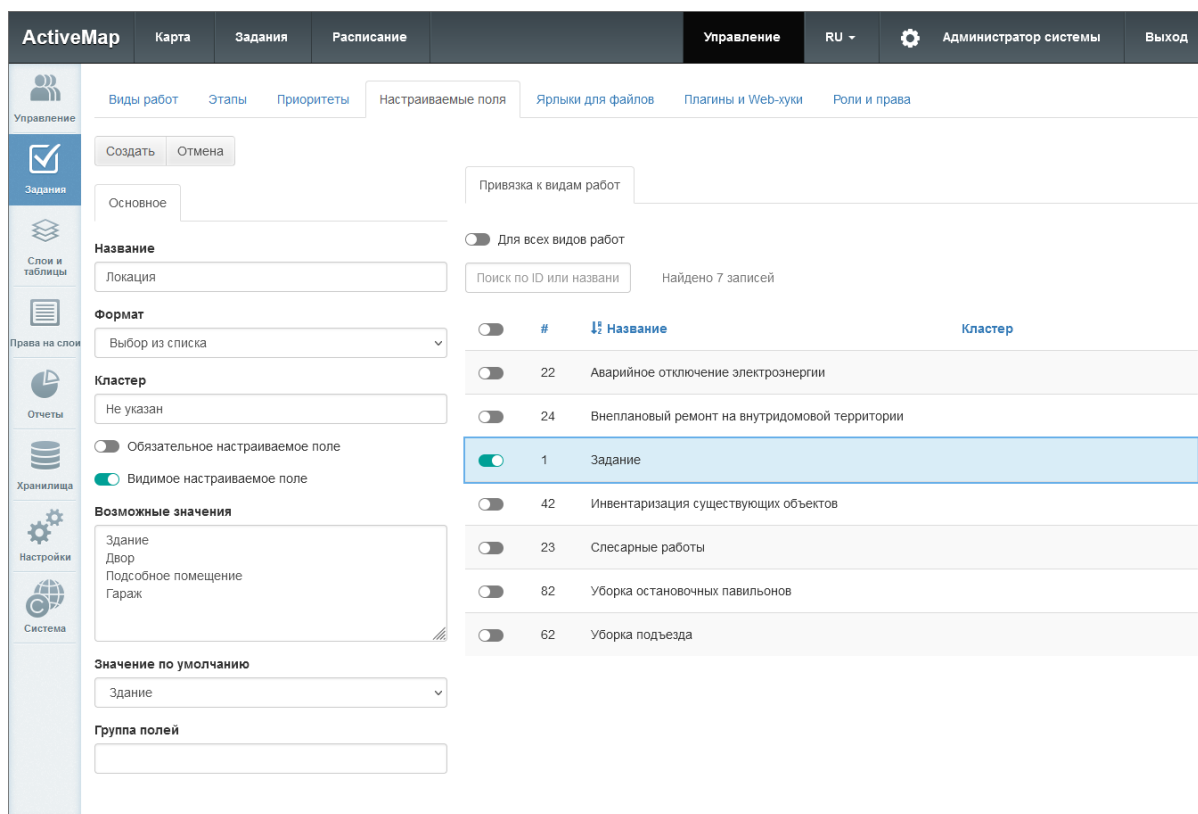 ActiveMap Карта Задания Расписание Управление RU Администратор системы Выход
Управление
Задания
Слои и
таблицы
Права на слои
Отчеты
Хранилища
Настройки
Система
Виды работ Этапы Приоритеты Настраиваемые поля Ярлыки для файлов Плагины и Web-хуки Роли и права
Создать Отмена
Основное
Название
Локация
Формат
Выбор из списка
Кластер
Не указан
Обязательное настраиваемое поле
Видимое настраиваемое поле
Возможные значения
Здание
Двор
Подсобное помещение
Гараж
Значение по умолчанию
Здание
Группа полей
Привязка к видам работ
Для всех видов работ
Поиск по ID или названи Найдено 7 записей
# Название Кластер
22 Аварийное отключение электроэнергии
24 Внеплановый ремонт на внутридомовой территории
1 Задание
42 Инвентаризация существующих объектов
23 Слесарные работы
82 Уборка остановочных павильонов
62 Уборка подъезда